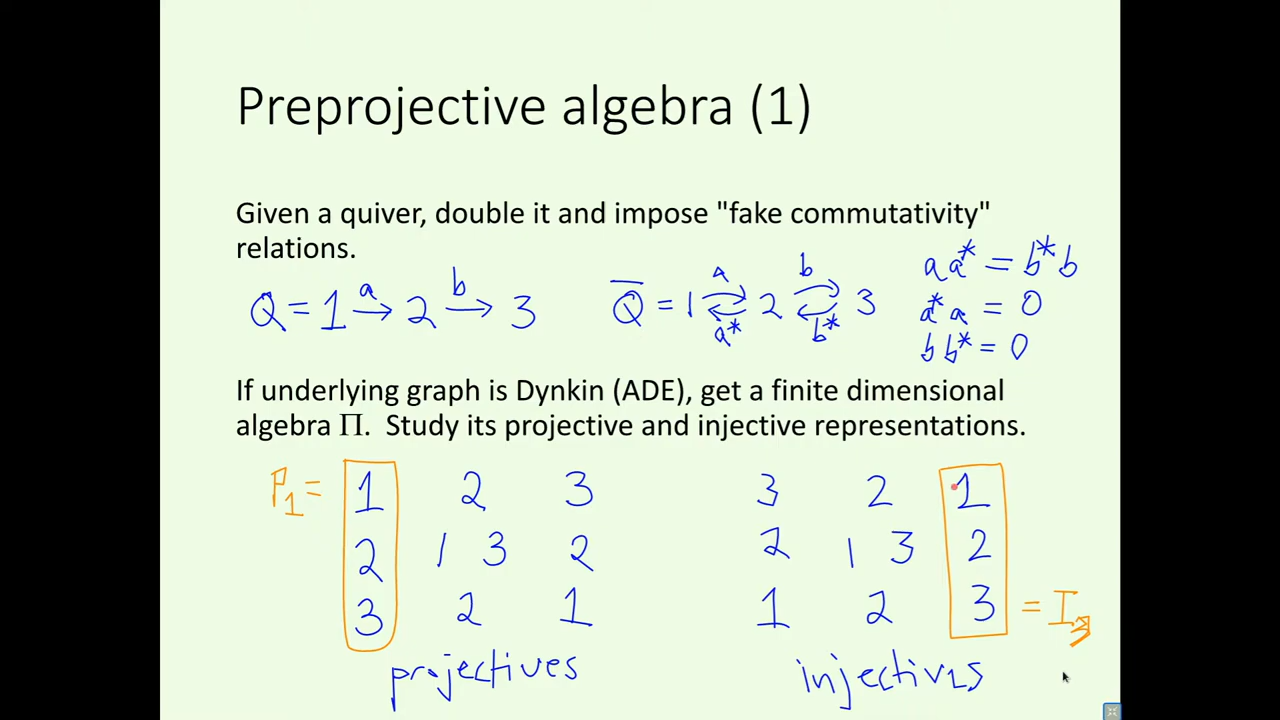 Preprojective algebra (1)
Given a quiver, double it and impose "fake commutativity"
relations.
Q = 1 →a 2 →b 3
Q̅ = 1 ⇄ 2 ⇄ 3
a b
a* b*
aa* = b*b
a*a = 0
bb* = 0
If underlying graph is Dynkin (ADE), get a finite dimensional
algebra Π. Study its projective and injective representations.
P₁ = 1 2 3 3 2 1
2 1 3 2 2 1 3 2
3 2 1 1 2 3 = I₃
projectives injectives